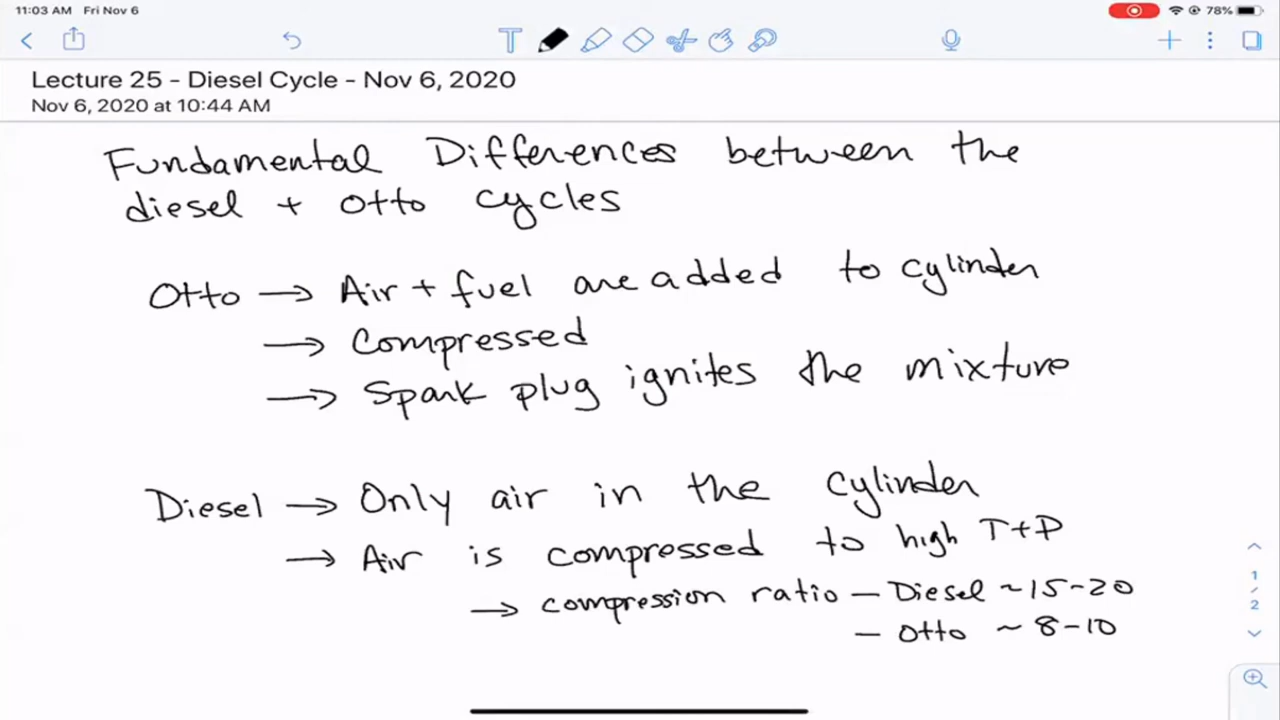 11:03 AM Fri Nov 6 78%
Lecture 25 - Diesel Cycle - Nov 6, 2020
Nov 6, 2020 at 10:44 AM
Fundamental Differences between the
diesel + Otto cycles
Otto → Air + fuel are added to cylinder
→ Compressed
→ Spark plug ignites the mixture
Diesel → Only air in the cylinder
→ Air is compressed to high T+P
→ compression ratio — Diesel ~15-20
— Otto ~ 8-10
1
/
2